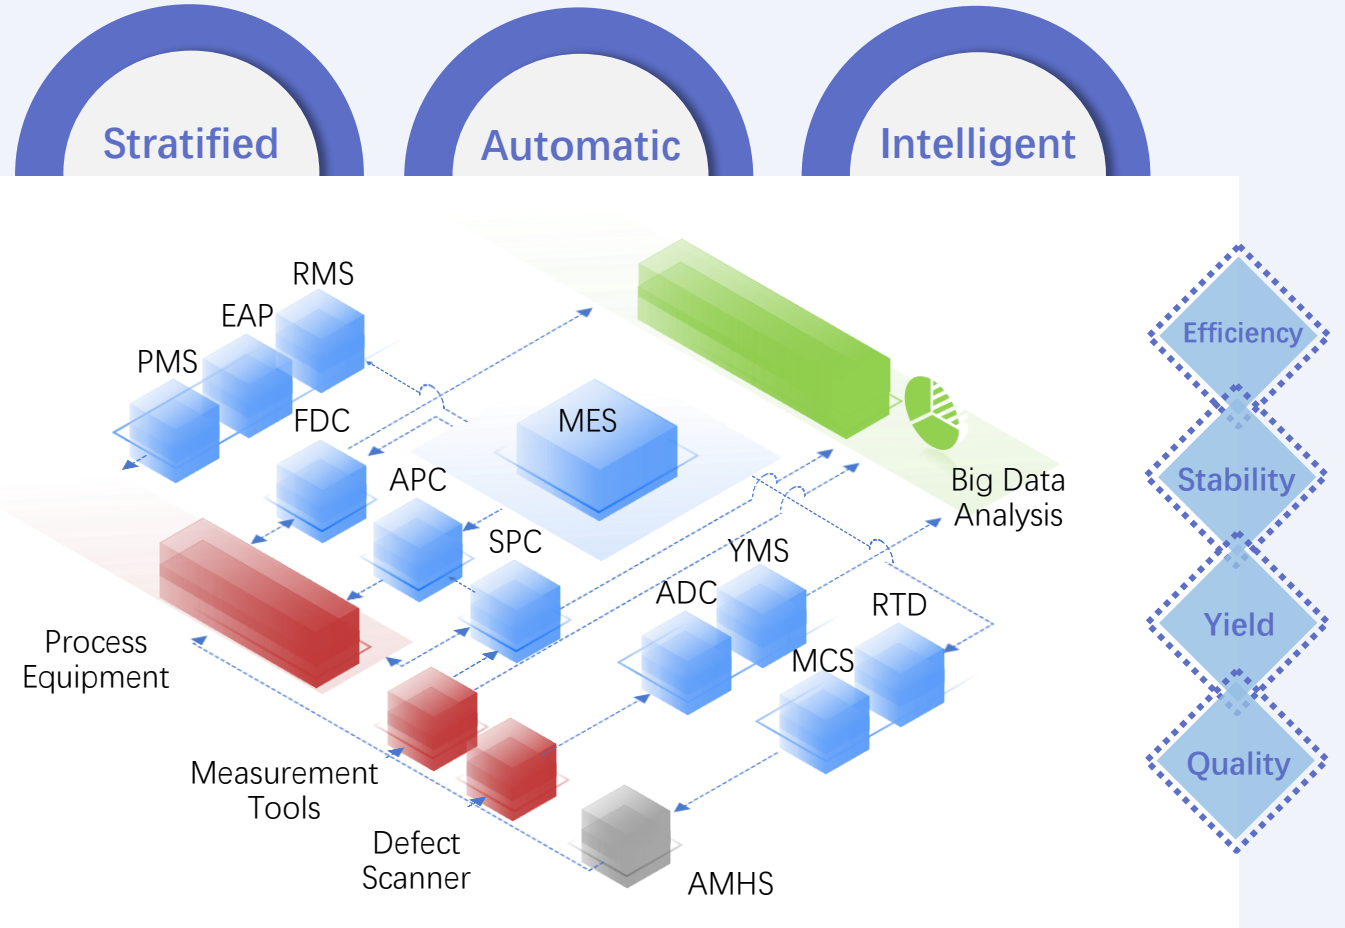 Stratified
Automatic
Intelligent
RMS
EAP
PMS
FDC
APC
SPC
MES
Big Data
Analysis
YMS
ADC
RTD
MCS
Process
Equipment
Measurement
Tools
Defect
Scanner
AMHS
Efficiency
Stability
Yield
Quality